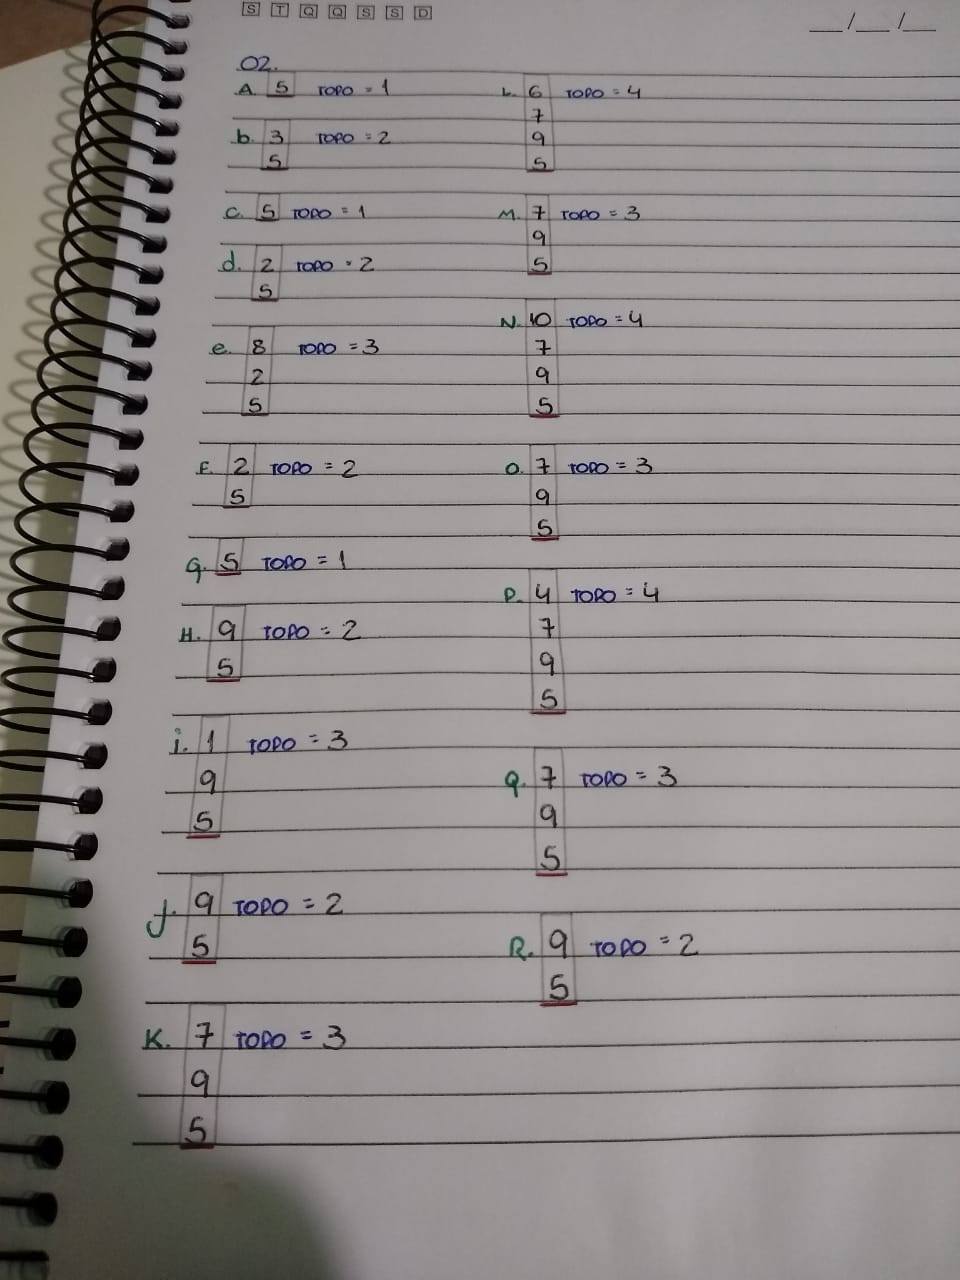 S T Q Q S S D
__/__/__
02.
A. 5 TOPO = 1
b. 3 TOPO = 2
5
C. 5 TOPO = 1
d. 2 TOPO = 2
5
e. 8 TOPO = 3
2
5
F. 2 TOPO = 2
5
g. 5 TOPO = 1
H. 9 TOPO = 2
5
i. 1 TOPO = 3
9
5
J. 9 TOPO = 2
5
K. 7 TOPO = 3
9
5
L. 6 TOPO = 4
7
9
5
M. 7 TOPO = 3
9
5
N. 10 TOPO = 4
7
9
5
O. 7 TOPO = 3
9
5
P. 4 TOPO = 4
7
9
5
Q. 7 TOPO = 3
9
5
R. 9 TOPO = 2
5